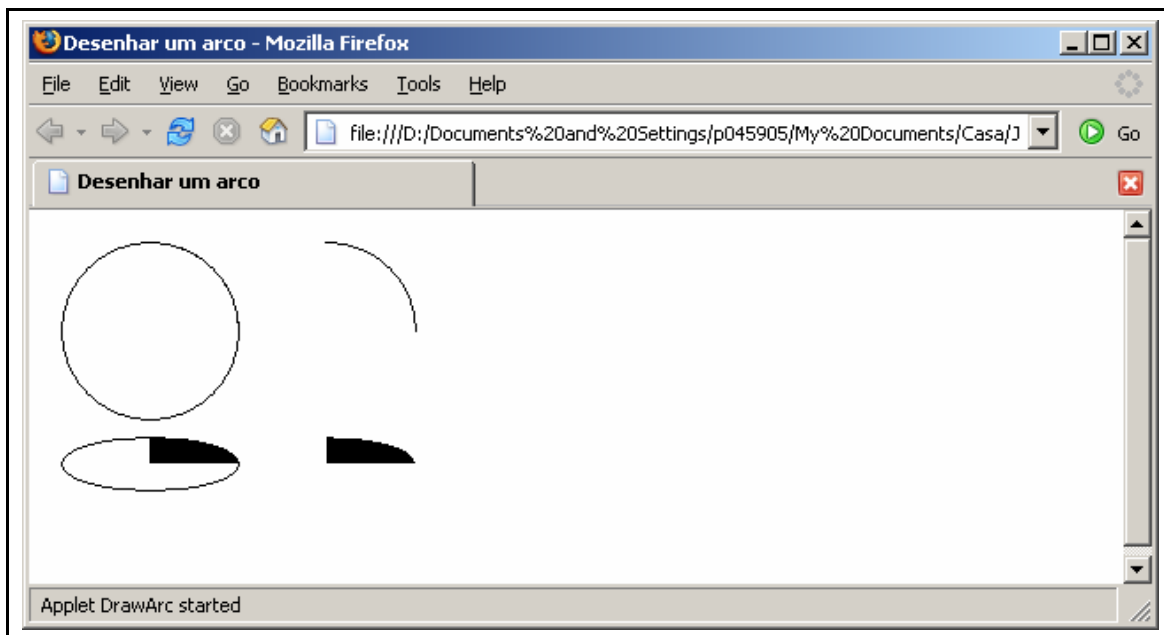 Desenhar um arco - Mozilla Firefox
File Edit View Go Bookmarks Tools Help
file:///D:/Documents%20and%20Settings/p045905/My%20Documents/Casa/J Go
Desenhar um arco
Applet DrawArc started